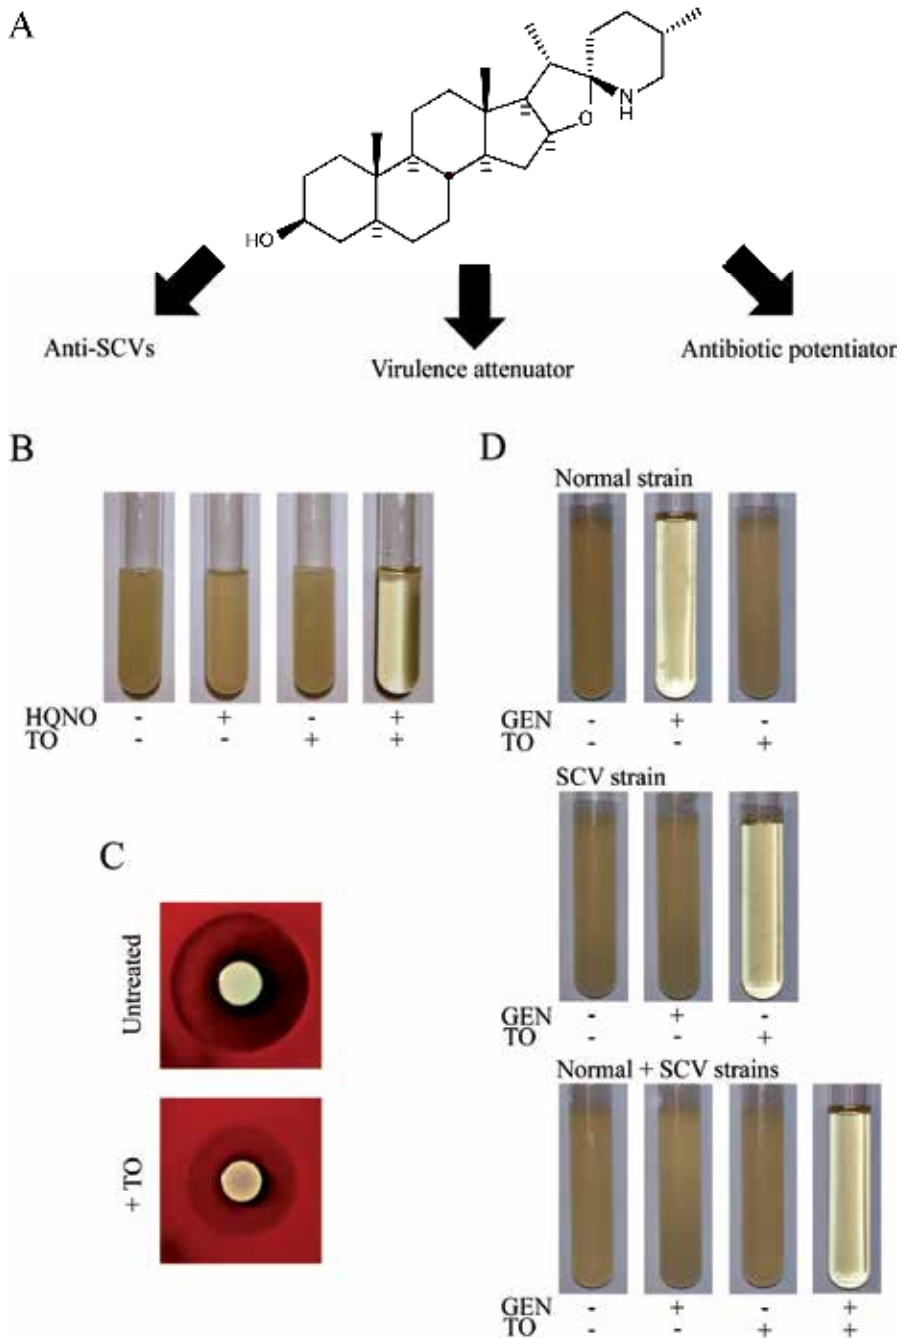 A
O
N
H
HO
Anti-SCVs
Virulence attenuator
Antibiotic potentiator
B
HQNO - + - +
TO - - + +
C
Untreated
+ TO
D
Normal strain
GEN - + -
TO - - +
SCV strain
GEN - + -
TO - - +
Normal + SCV strains
GEN - + - +
TO - - + +